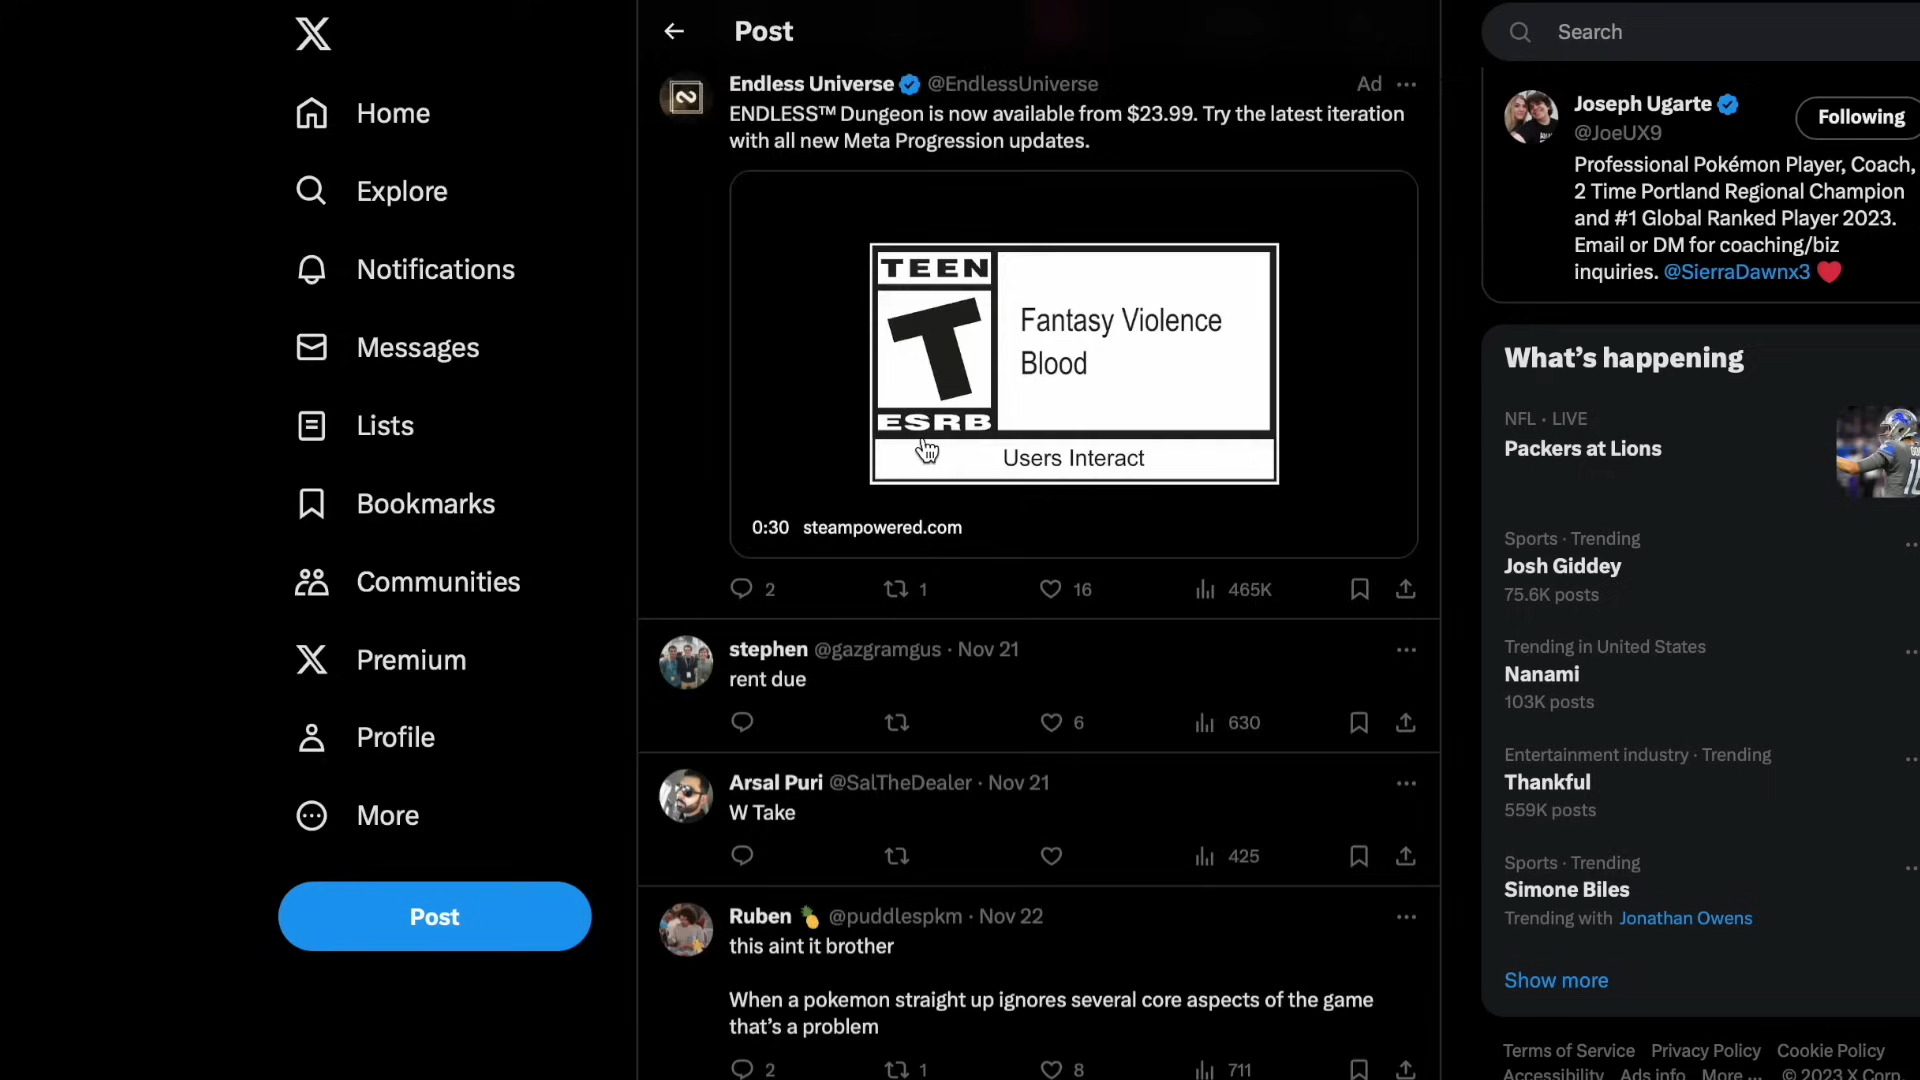 Home
Explore
Notifications
Messages
Lists
Bookmarks
Communities
Premium
Profile
More
Post
Post
Endless Universe @EndlessUniverse Ad
ENDLESS™ Dungeon is now available from $23.99. Try the latest iteration
with all new Meta Progression updates.
TEEN
T
ESRB
Fantasy Violence
Blood
Users Interact
0:30 steampowered.com
2 1 16 465K
stephen @gazgramgus · Nov 21
rent due
6 630
Arsal Puri @SalTheDealer · Nov 21
W Take
425
Ruben 🍍 @puddlespkm · Nov 22
this aint it brother
When a pokemon straight up ignores several core aspects of the game
that's a problem
2 1 8 711
Search
Joseph Ugarte
@JoeUX9
Following
Professional Pokémon Player, Coach,
2 Time Portland Regional Champion
and #1 Global Ranked Player 2023.
Email or DM for coaching/biz
inquiries. @SierraDawnx3 ❤️
What's happening
NFL · LIVE
Packers at Lions
Sports · Trending
Josh Giddey
75.6K posts
Trending in United States
Nanami
103K posts
Entertainment industry · Trending
Thankful
559K posts
Sports · Trending
Simone Biles
Trending with Jonathan Owens
Show more
Terms of Service Privacy Policy Cookie Policy
Accessibility Ads info More ... © 2023 X Corp.